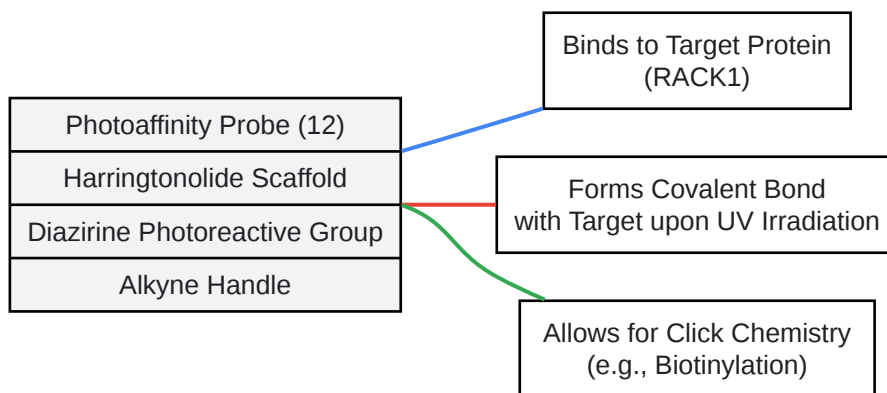 Binds to Target Protein
(RACK1)
Photoaffinity Probe (12)
Harringtonolide Scaffold
Diazirine Photoreactive Group
Alkyne Handle
Forms Covalent Bond
with Target upon UV Irradiation
Allows for Click Chemistry
(e.g., Biotinylation)